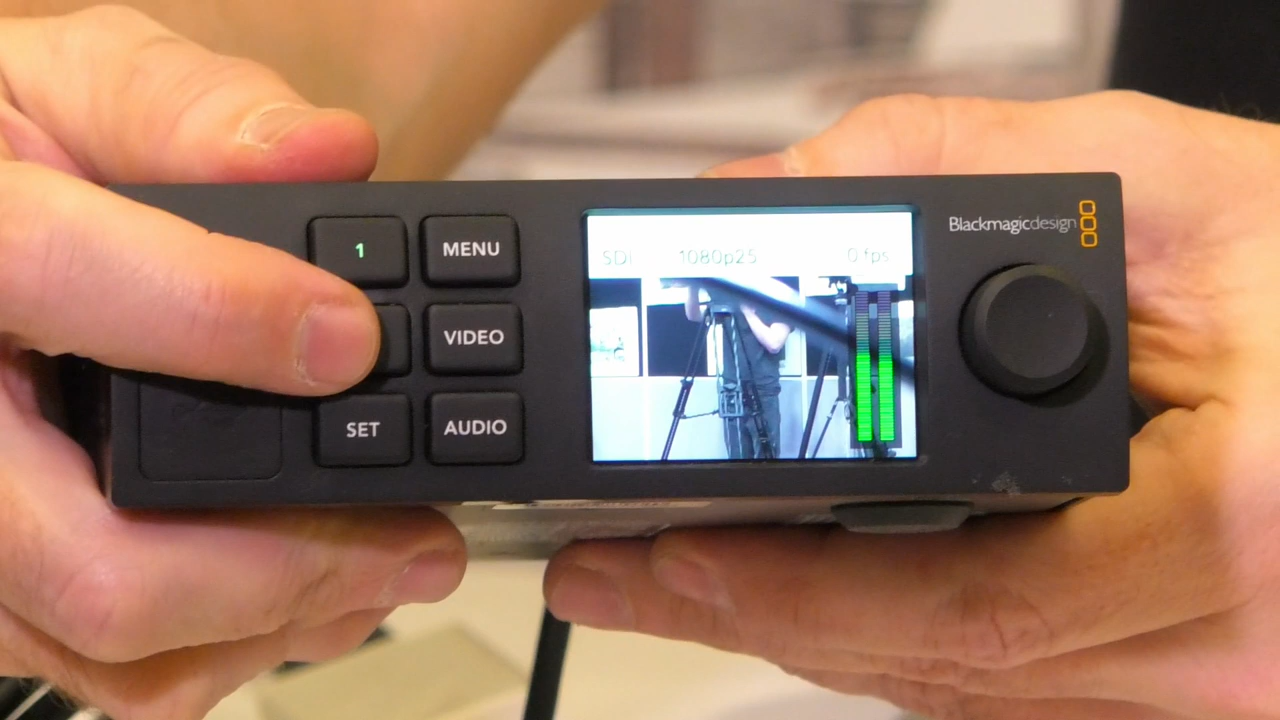 1 MENU
VIDEO
SET AUDIO
SDI 1080p25 0 fps
Blackmagicdesign